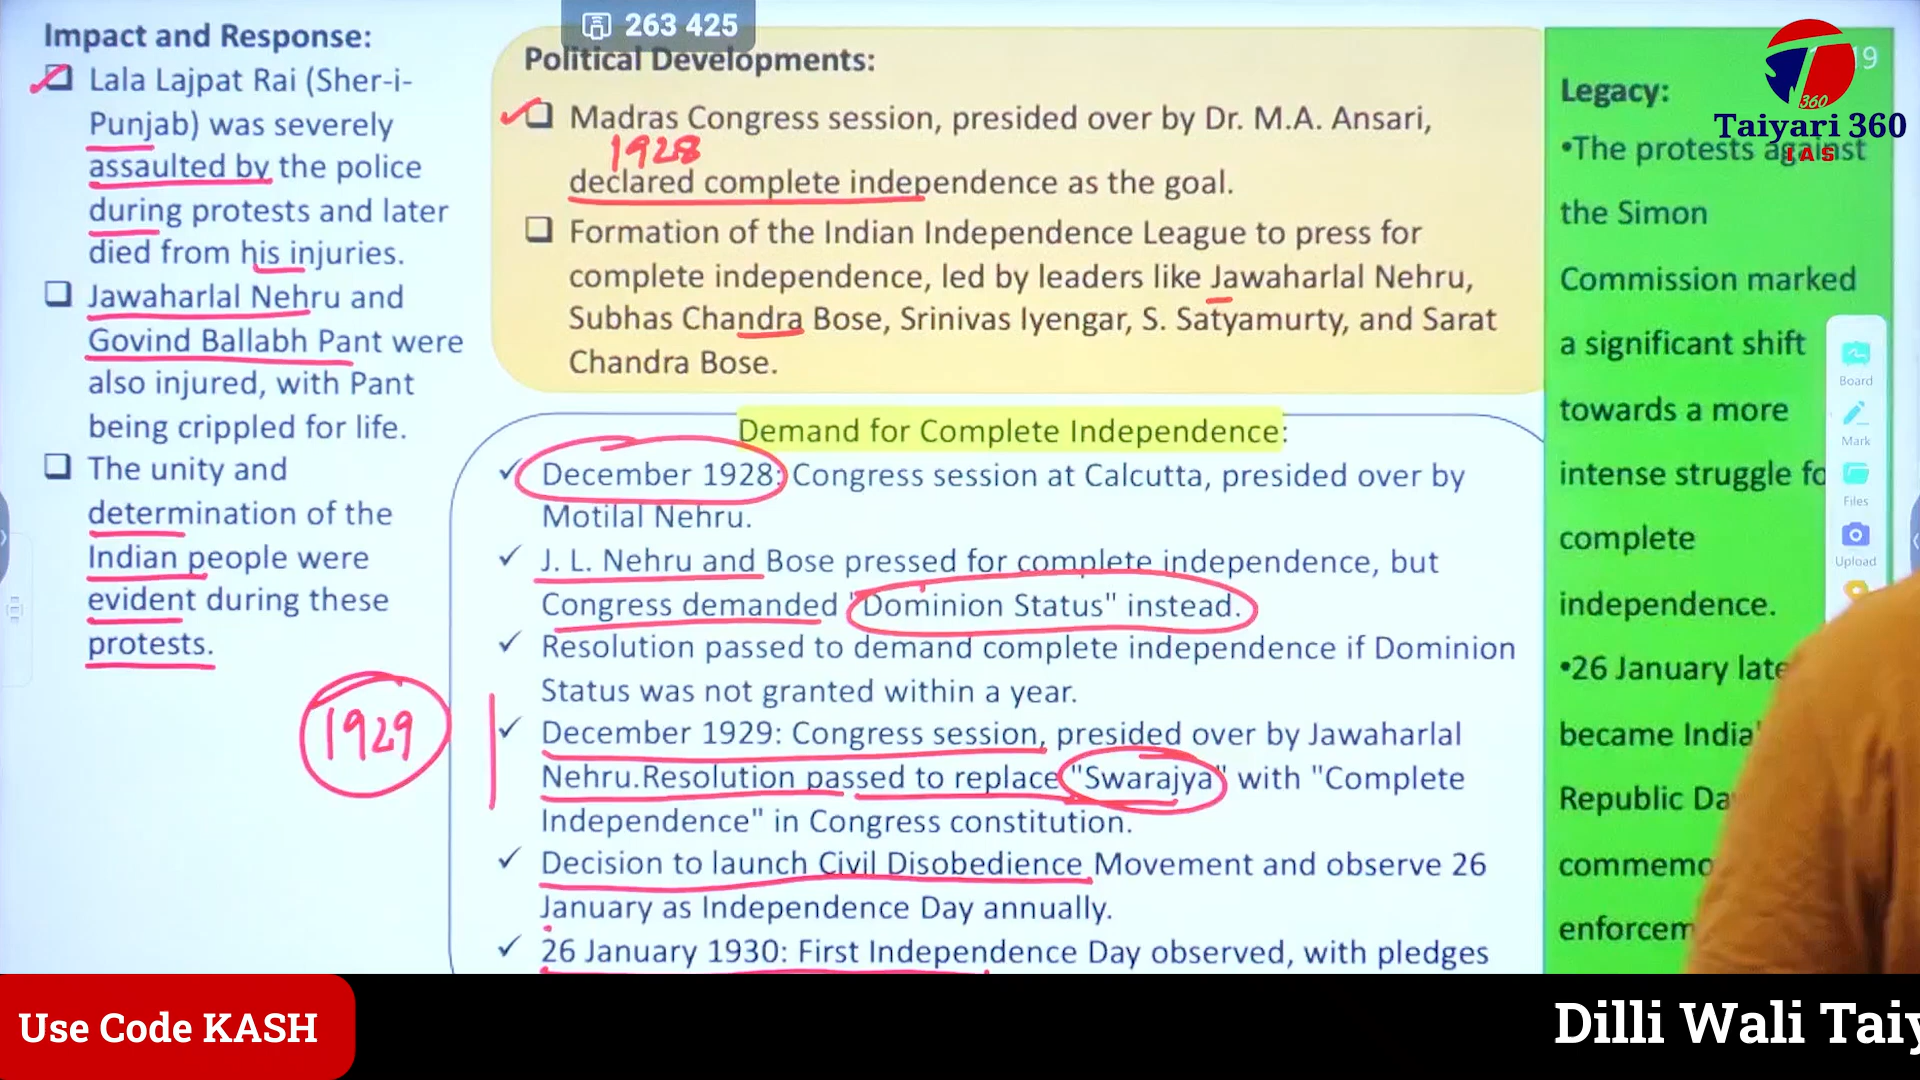 Impact and Response:
Lala Lajpat Rai (Sher-i-
Punjab) was severely
assaulted by the police
during protests and later
died from his injuries.
Jawaharlal Nehru and
Govind Ballabh Pant were
also injured, with Pant
being crippled for life.
The unity and
determination of the
Indian people were
evident during these
protests.
1929
263 425
Political Developments:
Madras Congress session, presided over by Dr. M.A. Ansari,
1928
declared complete independence as the goal.
Formation of the Indian Independence League to press for
complete independence, led by leaders like Jawaharlal Nehru,
Subhas Chandra Bose, Srinivas Iyengar, S. Satyamurty, and Sarat
Chandra Bose.
Demand for Complete Independence:
December 1928: Congress session at Calcutta, presided over by
Motilal Nehru.
J. L. Nehru and Bose pressed for complete independence, but
Congress demanded "Dominion Status" instead.
Resolution passed to demand complete independence if Dominion
Status was not granted within a year.
December 1929: Congress session, presided over by Jawaharlal
Nehru.Resolution passed to replace "Swarajya" with "Complete
Independence" in Congress constitution.
Decision to launch Civil Disobedience Movement and observe 26
January as Independence Day annually.
26 January 1930: First Independence Day observed, with pledges
Legacy:
•The protests against
the Simon
Commission marked
a significant shift
towards a more
intense struggle fo
complete
independence.
•26 January late
became India'
Republic Da
commemo
enforcem
19
360
Taiyari 360
IAS
Board
Mark
Files
Upload
Use Code KASH
Dilli Wali Taiy